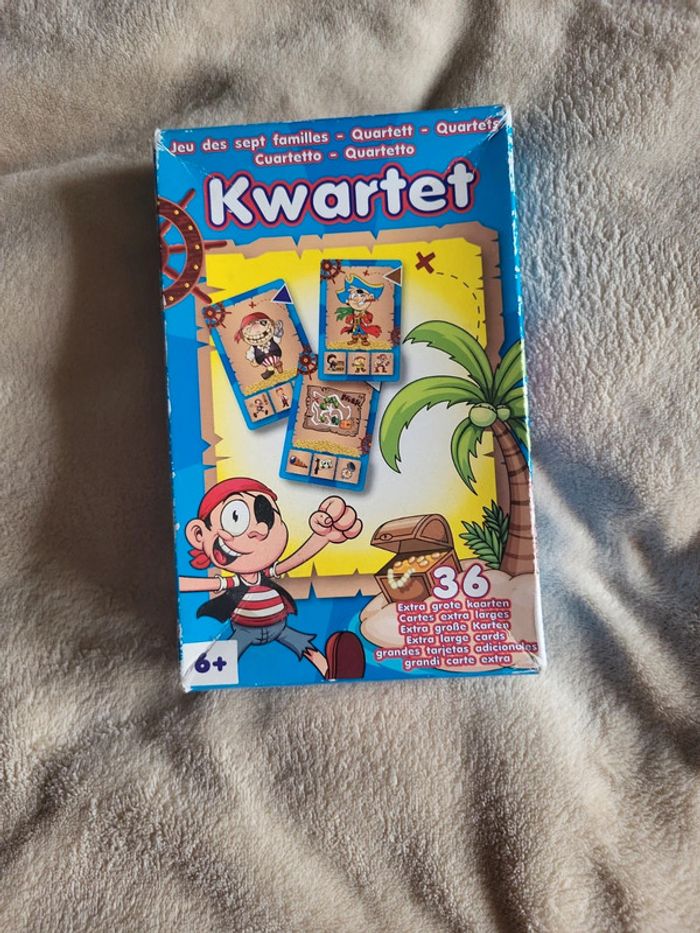 Jeu des sept familles - Quartett - Quartets
Cuartetto - Quartetto
Kwartet
36
Extra grote kaarten
Cartes extra larges
Extra große Karten
Extra large cards
grandes tarjetas adicionales
grandi carte extra
6+